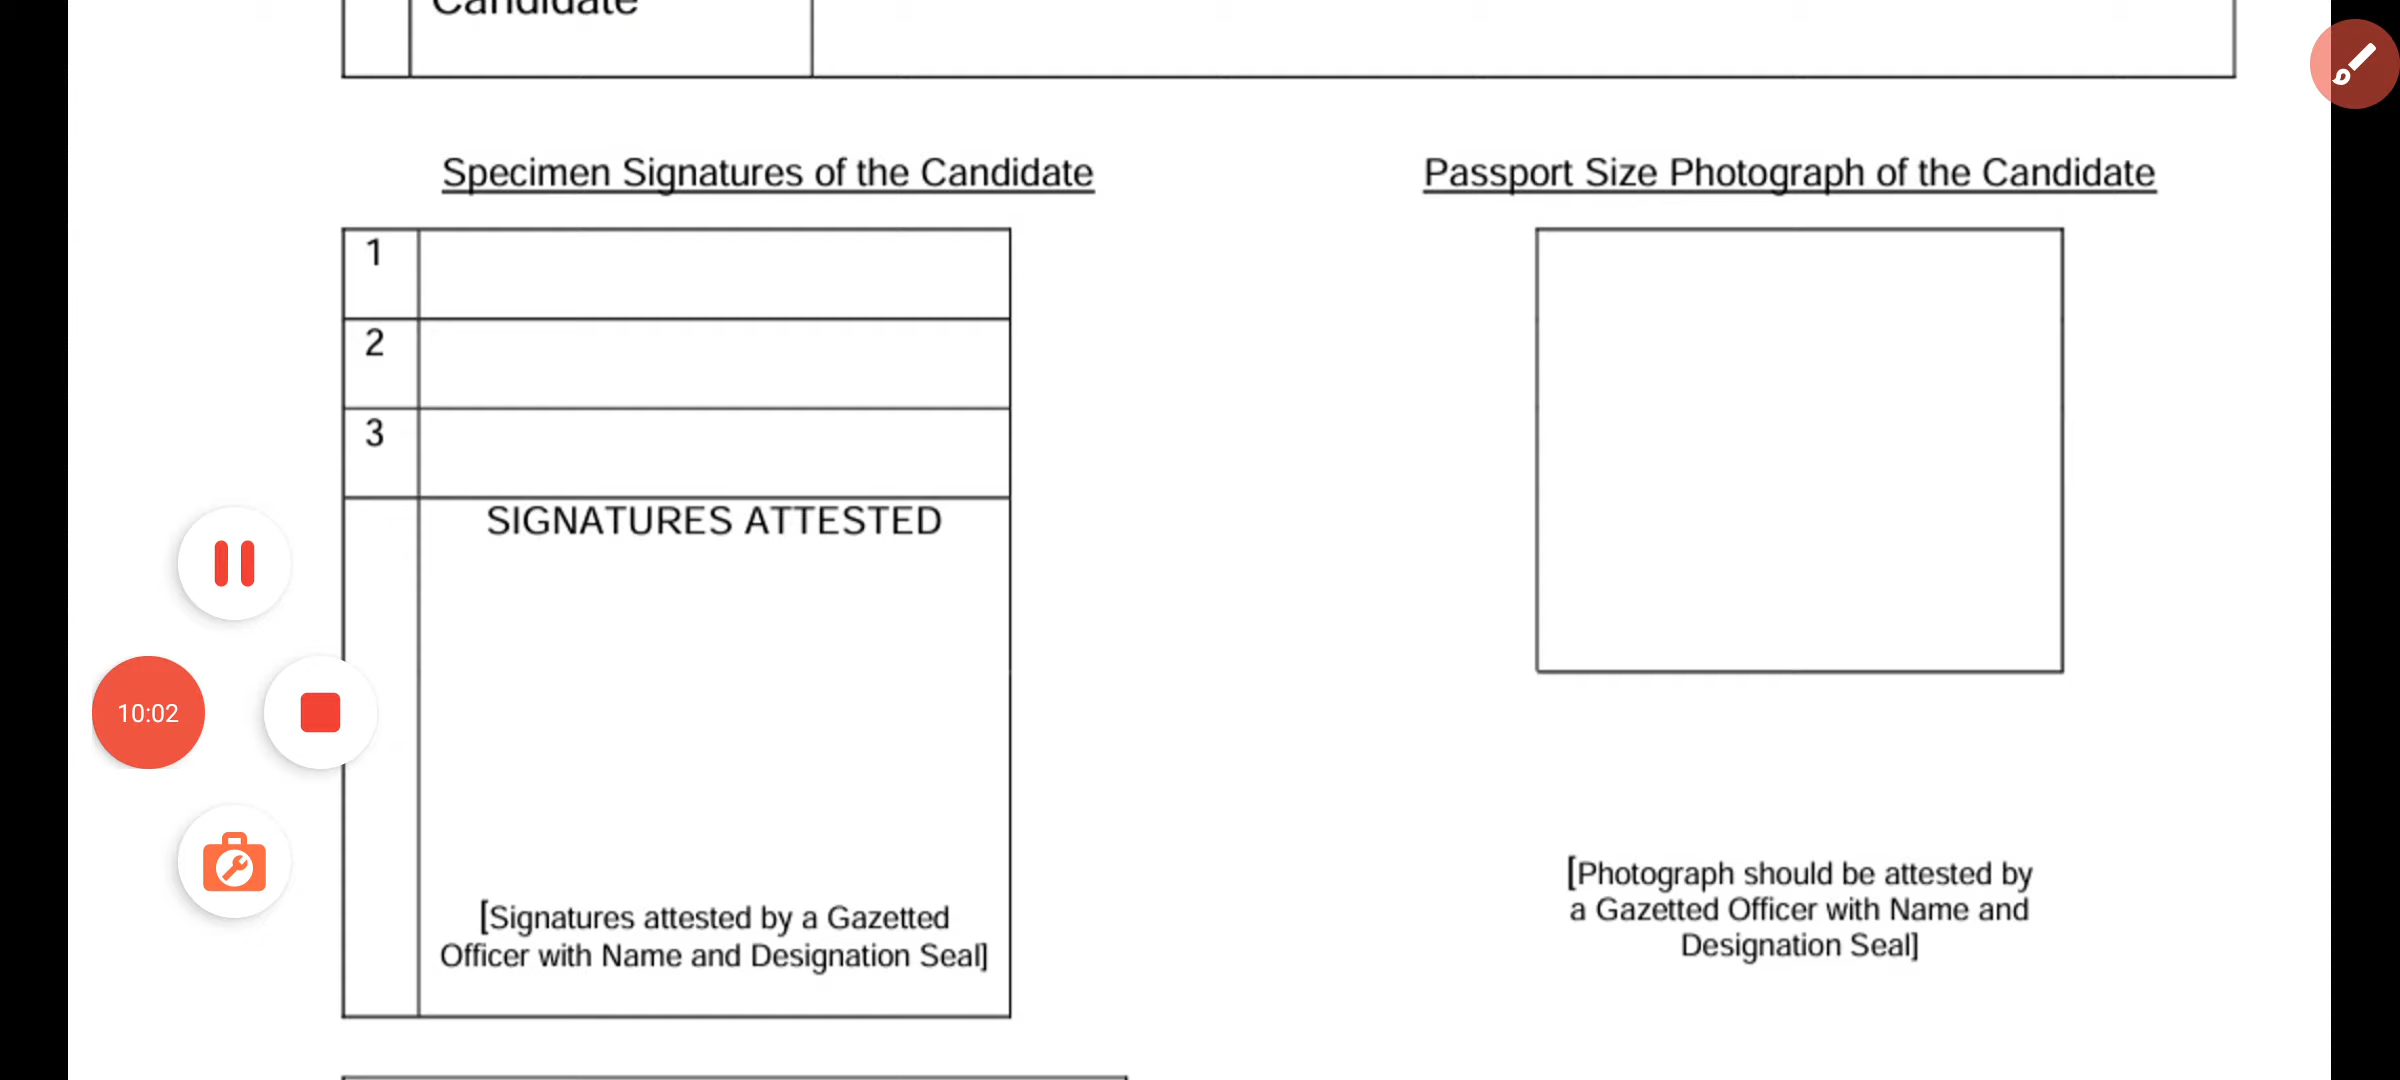 Candidate
Specimen Signatures of the Candidate
Passport Size Photograph of the Candidate
1
2
3
SIGNATURES ATTESTED
[Signatures attested by a Gazetted
Officer with Name and Designation Seal]
[Photograph should be attested by
a Gazetted Officer with Name and
Designation Seal]
10:02